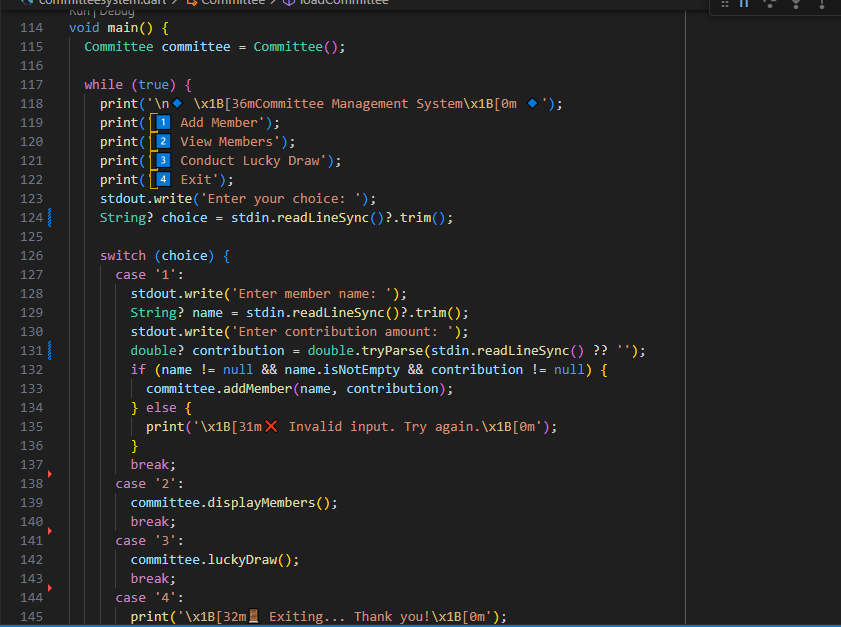 committeesystem.dart > Committee > loadCommittee
Run | Debug
114 void main() {
115 Committee committee = Committee();
116
117 while (true) {
118 print('\n🔹 \x1B[36mCommittee Management System\x1B[0m 🔹');
119 print('1️⃣ Add Member');
120 print('2️⃣ View Members');
121 print('3️⃣ Conduct Lucky Draw');
122 print('4️⃣ Exit');
123 stdout.write('Enter your choice: ');
124 String? choice = stdin.readLineSync()?.trim();
125
126 switch (choice) {
127 case '1':
128 stdout.write('Enter member name: ');
129 String? name = stdin.readLineSync()?.trim();
130 stdout.write('Enter contribution amount: ');
131 double? contribution = double.tryParse(stdin.readLineSync() ?? '');
132 if (name != null && name.isNotEmpty && contribution != null) {
133 committee.addMember(name, contribution);
134 } else {
135 print('\x1B[31m❌ Invalid input. Try again.\x1B[0m');
136 }
137 break;
138 case '2':
139 committee.displayMembers();
140 break;
141 case '3':
142 committee.luckyDraw();
143 break;
144 case '4':
145 print('\x1B[32m🚪 Exiting... Thank you!\x1B[0m');